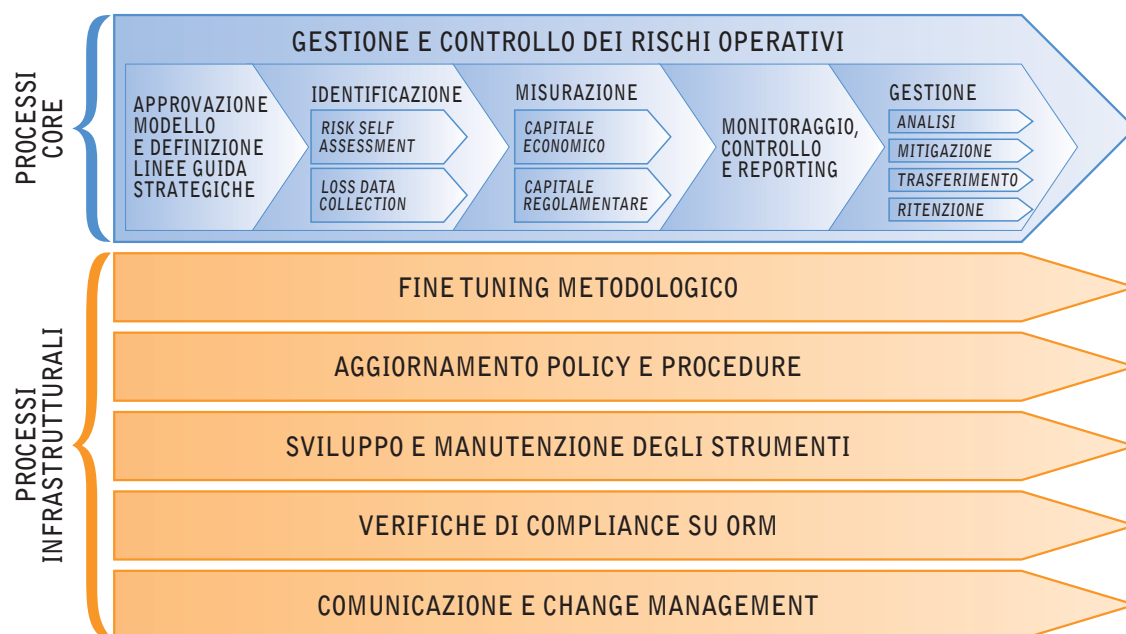 PROCESSI
CORE
GESTIONE E CONTROLLO DEI RISCHI OPERATIVI
APPROVAZIONE
MODELLO
E DEFINIZIONE
LINEE GUIDA
STRATEGICHE
IDENTIFICAZIONE
RISK SELF
ASSESSMENT
LOSS DATA
COLLECTION
MISURAZIONE
CAPITALE
ECONOMICO
CAPITALE
REGOLAMENTARE
MONITORAGGIO,
CONTROLLO
E REPORTING
GESTIONE
ANALISI
MITIGAZIONE
TRASFERIMENTO
RITENZIONE
PROCESSI
INFRASTRUTTURALI
FINE TUNING METODOLOGICO
AGGIORNAMENTO POLICY E PROCEDURE
SVILUPPO E MANUTENZIONE DEGLI STRUMENTI
VERIFICHE DI COMPLIANCE SU ORM
COMUNICAZIONE E CHANGE MANAGEMENT